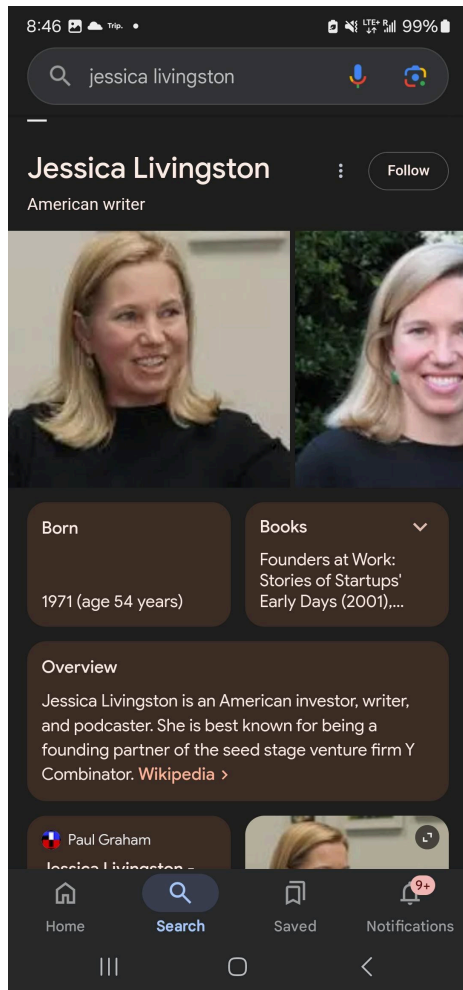 8:46 Trip. • LTE+ R 99%
jessica livingston
Jessica Livingston
Follow
American writer
Born
1971 (age 54 years)
Books
Founders at Work:
Stories of Startups'
Early Days (2001),...
Overview
Jessica Livingston is an American investor, writer,
and podcaster. She is best known for being a
founding partner of the seed stage venture firm Y
Combinator. Wikipedia >
Paul Graham
Jessica Livingston -
9+
Home
Search
Saved
Notifications